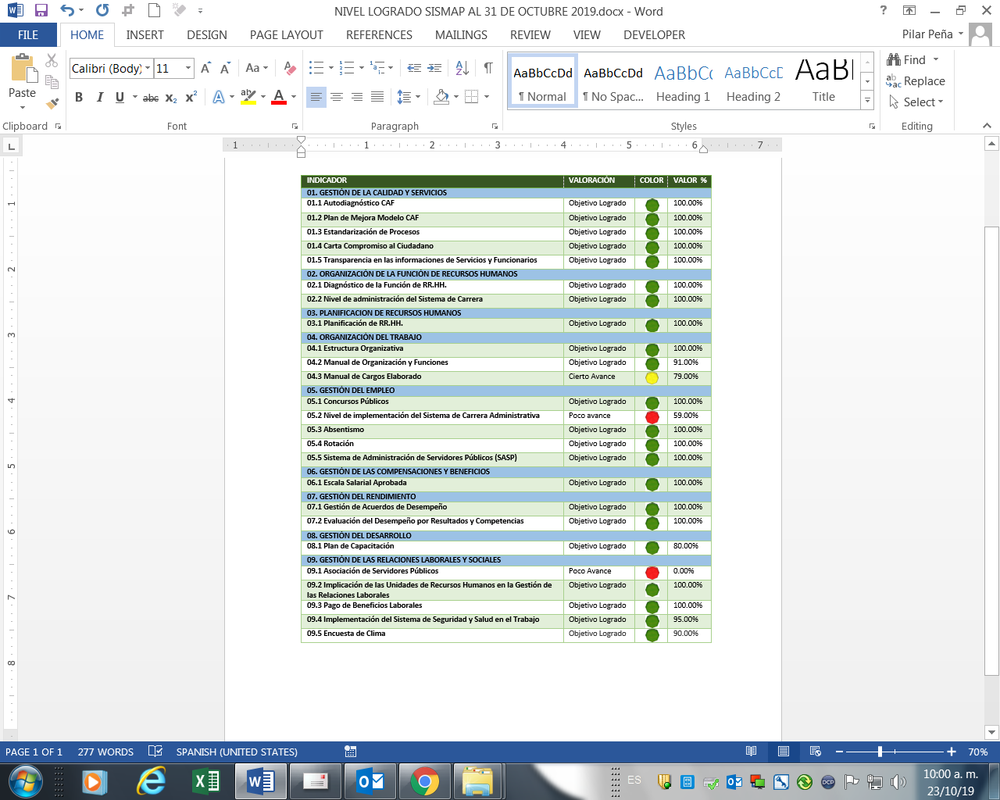 NIVEL LOGRADO SISMAP AL 31 DE OCTUBRE 2019.docx - Word
FILE HOME INSERT DESIGN PAGE LAYOUT REFERENCES MAILINGS REVIEW VIEW DEVELOPER Pilar Peña
Paste
Clipboard
Calibri (Body) 11
Font
Paragraph
AaBbCcDd AaBbCcDd AaBbCc AaBbCcD AaBl
¶ Normal ¶ No Spac... Heading 1 Heading 2 Title
Styles
Find
Replace
Select
Editing
1 1 2 3 4 5 6 7
INDICADOR VALORACIÓN COLOR VALOR %
01. GESTIÓN DE LA CALIDAD Y SERVICIOS
01.1 Autodiagnóstico CAF Objetivo Logrado 100.00%
01.2 Plan de Mejora Modelo CAF Objetivo Logrado 100.00%
01.3 Estandarización de Procesos Objetivo Logrado 100.00%
01.4 Carta Compromiso al Ciudadano Objetivo Logrado 100.00%
01.5 Transparencia en las informaciones de Servicios y Funcionarios Objetivo Logrado 100.00%
02. ORGANIZACIÓN DE LA FUNCIÓN DE RECURSOS HUMANOS
02.1 Diagnóstico de la Función de RR.HH. Objetivo Logrado 100.00%
02.2 Nivel de administración del Sistema de Carrera Objetivo Logrado 100.00%
03. PLANIFICACION DE RECURSOS HUMANOS
03.1 Planificación de RR.HH. Objetivo Logrado 100.00%
04. ORGANIZACIÓN DEL TRABAJO
04.1 Estructura Organizativa Objetivo Logrado 100.00%
04.2 Manual de Organización y Funciones Objetivo Logrado 91.00%
04.3 Manual de Cargos Elaborado Cierto Avance 79.00%
05. GESTIÓN DEL EMPLEO
05.1 Concursos Públicos Objetivo Logrado 100.00%
05.2 Nivel de implementación del Sistema de Carrera Administrativa Poco avance 59.00%
05.3 Absentismo Objetivo Logrado 100.00%
05.4 Rotación Objetivo Logrado 100.00%
05.5 Sistema de Administración de Servidores Públicos (SASP) Objetivo Logrado 100.00%
06. GESTIÓN DE LAS COMPENSACIONES Y BENEFICIOS
06.1 Escala Salarial Aprobada Objetivo Logrado 100.00%
07. GESTIÓN DEL RENDIMIENTO
07.1 Gestión de Acuerdos de Desempeño Objetivo Logrado 100.00%
07.2 Evaluación del Desempeño por Resultados y Competencias Objetivo Logrado 100.00%
08. GESTIÓN DEL DESARROLLO
08.1 Plan de Capacitación Objetivo Logrado 80.00%
09. GESTIÓN DE LAS RELACIONES LABORALES Y SOCIALES
09.1 Asociación de Servidores Públicos Poco Avance 0.00%
09.2 Implicación de las Unidades de Recursos Humanos en la Gestión de Objetivo Logrado 100.00%
las Relaciones Laborales
09.3 Pago de Beneficios Laborales Objetivo Logrado 100.00%
09.4 Implementación del Sistema de Seguridad y Salud en el Trabajo Objetivo Logrado 95.00%
09.5 Encuesta de Clima Objetivo Logrado 90.00%
1
2
3
4
5
6
7
8
PAGE 1 OF 1 277 WORDS SPANISH (UNITED STATES) 70%
ES DCP 10:00 a. m.
23/10/19